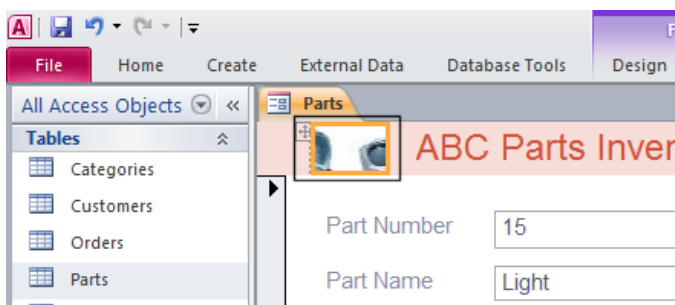 A
F
File Home Create External Data Database Tools Design
All Access Objects «
Parts
Tables
ABC Parts Inver
Categories
Customers
Part Number 15
Orders
Parts
Part Name Light